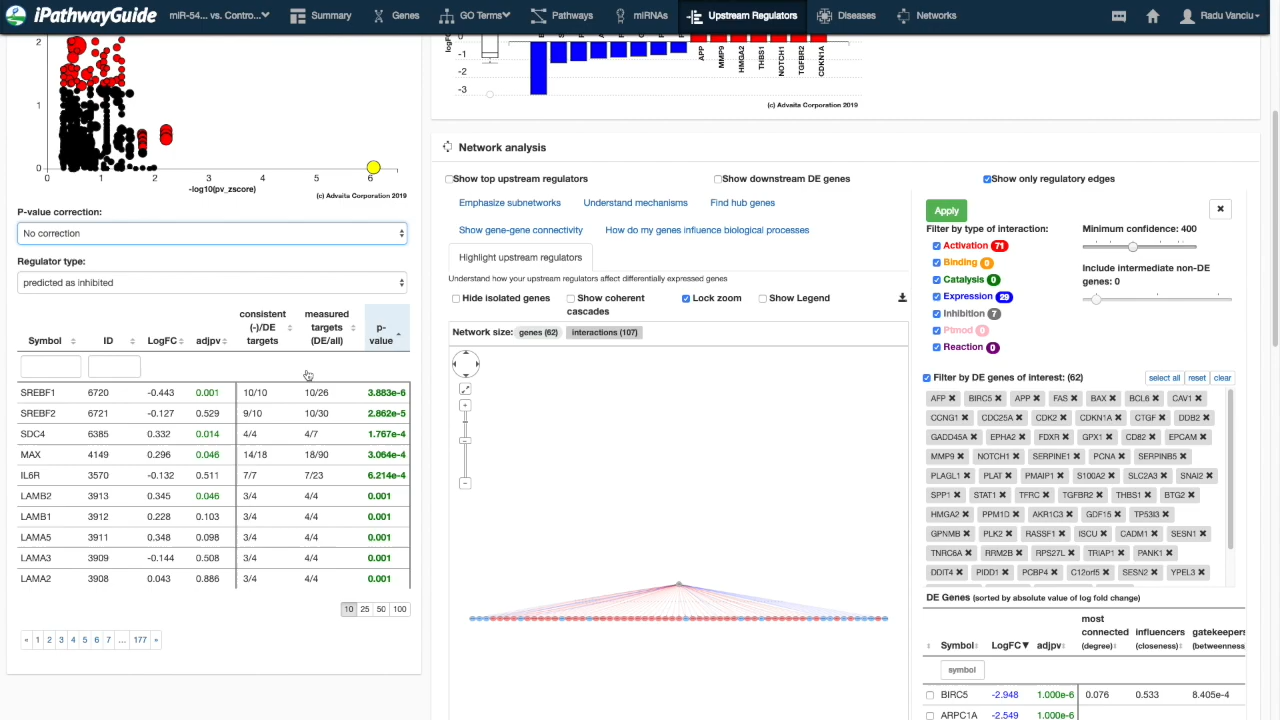 iPathwayGuide
miR-54... vs. Contro...
Summary
Genes
GO Terms
Pathways
miRNAs
Upstream Regulators
Diseases
Networks
Radu Vanciu
2
1
0
0 1 2 3 4 5 6
-log10(pv_zscore)
(c) Advaita Corporation 2019
P-value correction:
No correction
Regulator type:
predicted as inhibited
Symbol ID LogFC adjpv consistent (-)/DE targets measured targets (DE/all) p-value
SREBF1 6720 -0.443 0.001 10/10 10/26 3.883e-6
SREBF2 6721 -0.127 0.529 9/10 10/30 2.862e-5
SDC4 6385 0.332 0.014 4/4 4/7 1.767e-4
MAX 4149 0.296 0.046 14/18 18/90 3.064e-4
IL6R 3570 -0.132 0.511 7/7 7/23 6.214e-4
LAMB2 3913 0.345 0.046 3/4 4/4 0.001
LAMB1 3912 0.228 0.103 3/4 4/4 0.001
LAMA5 3911 0.348 0.098 3/4 4/4 0.001
LAMA3 3909 -0.144 0.508 3/4 4/4 0.001
LAMA2 3908 0.043 0.886 3/4 4/4 0.001
10 25 50 100
« 1 2 3 4 5 6 7 ... 177 »
-1
-2
-3
APP
MMP9
HMGA2
THBS1
NOTCH1
TGFBR2
CDKN1A
(c) Advaita Corporation 2019
Network analysis
Show top upstream regulators
Show downstream DE genes
Show only regulatory edges
Emphasize subnetworks
Understand mechanisms
Find hub genes
Show gene-gene connectivity
How do my genes influence biological processes
Highlight upstream regulators
Understand how your upstream regulators affect differentially expressed genes
Hide isolated genes
Show coherent cascades
Lock zoom
Show Legend
Network size: genes (62) interactions (107)
Apply
Filter by type of interaction:
Activation 71
Binding 0
Catalysis 0
Expression 29
Inhibition 7
Ptmod 0
Reaction 0
Minimum confidence: 400
Include intermediate non-DE
genes: 0
Filter by DE genes of interest: (62)
select all reset clear
AFP BIRC5 APP FAS BAX BCL6 CAV1
CCNG1 CDC25A CDK2 CDKN1A CTGF DDB2
GADD45A EPHA2 FDXR GPX1 CD82 EPCAM
MMP9 NOTCH1 SERPINE1 PCNA SERPINB5
PLAGL1 PLAT PMAIP1 S100A2 SLC2A3 SNAI2
SPP1 STAT1 TFRC TGFBR2 THBS1 BTG2
HMGA2 PPM1D AKR1C3 GDF15 TP53I3
GPNMB PLK2 RASSF1 ISCU CADM1 SESN1
TNRC6A RRM2B RPS27L TRIAP1 PANK1
DDIT4 PIDD1 PCBP4 C12orf5 SESN2 YPEL3
DE Genes (sorted by absolute value of log fold change)
Symbol LogFC▼ adjpv most connected (degree) influencers (closeness) gatekeepers (betweenness
symbol
BIRC5 -2.948 1.000e-6 0.076 0.533 8.405e-4
ARPC1A -2.549 1.000e-6